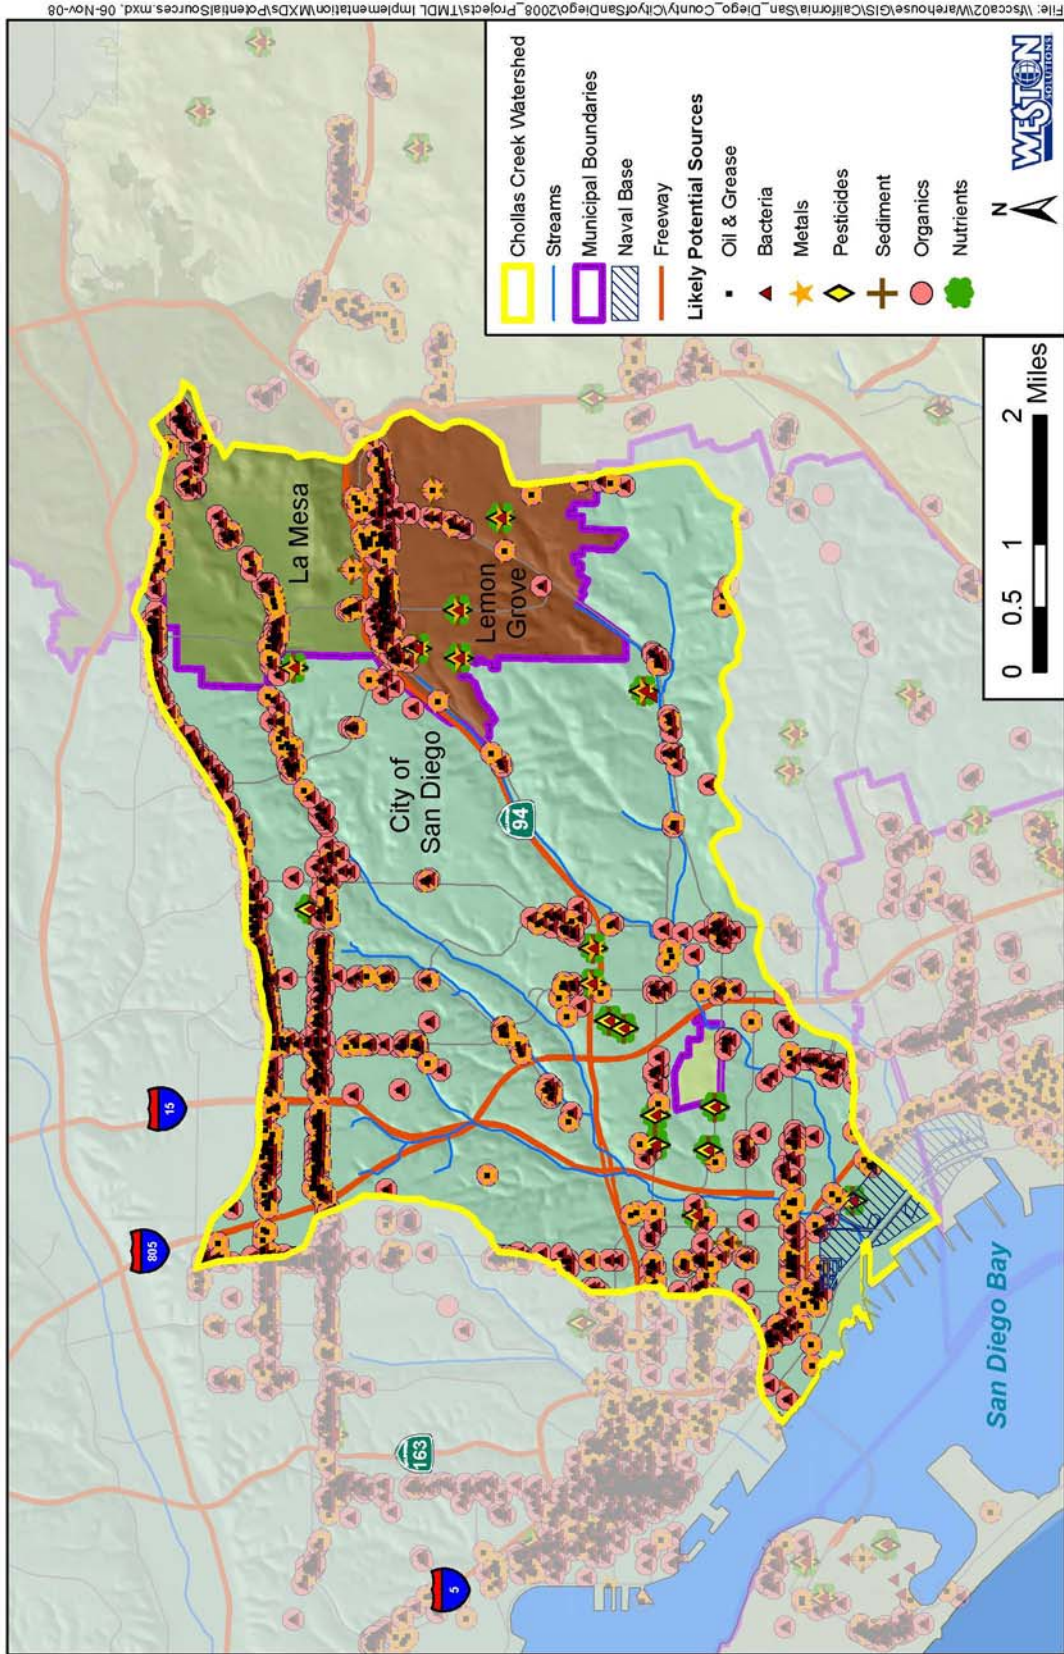 File: \\fscca02\Warehouse\GIS\California\San_Diego_County\CityofSanDiego\2008_Projects\TMDL Implementation\MXDs\PotentialSources.mxd, 06-Nov-08
15
805
163
5
94
La Mesa
Lemon
Grove
City of
San Diego
San Diego Bay
Chollas Creek Watershed
Streams
Municipal Boundaries
Naval Base
Freeway
Likely Potential Sources
Oil & Grease
Bacteria
Metals
Pesticides
Sediment
Organics
Nutrients
N
WESTON
SOLUTIONS
0 0.5 1 2 Miles